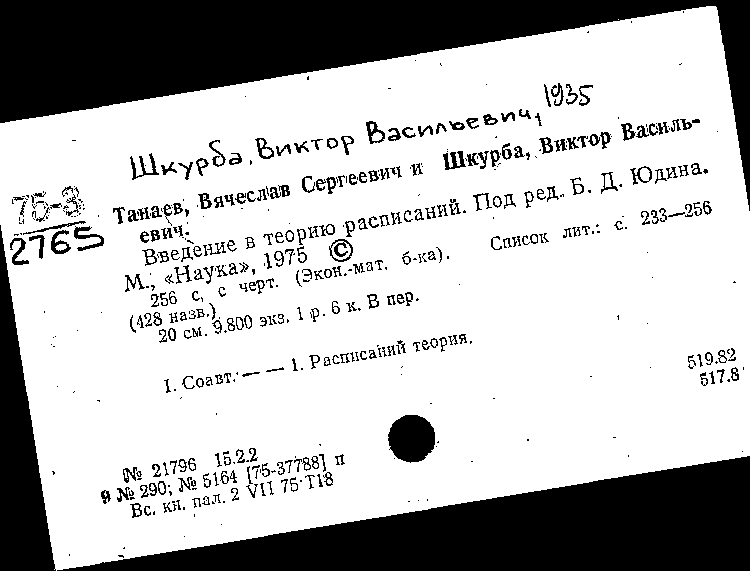 Шкурба, Виктор Васильевич, 1935
75-3
2765
Танаев, Вячеслав Сергеевич и Шкурба, Виктор Василь-
евич.
Введение в теорию расписаний. Под ред. Б. Д. Юдина.
М., «Наука», 1975 ©
256 с. с черт. (Экон.-мат. б-ка). Список лит.: с. 233—256
(428 назв.)
20 см. 9.800 экз. 1 р. 6 к. В пер.
I. Соавт. — — 1. Расписаний теория.
519.82
517.8
№ 21796 15.2.2
9 № 290; № 5164 [75-37788] п
Вс. кн. пал. 2 VII 75 Т18